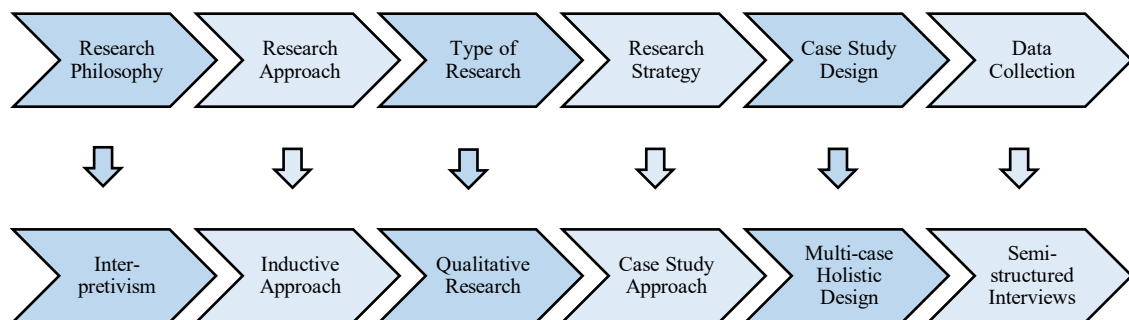 Research
Philosophy
Research
Approach
Type of
Research
Research
Strategy
Case Study
Design
Data
Collection
Inter-
pretivism
Inductive
Approach
Qualitative
Research
Case Study
Approach
Multi-case
Holistic
Design
Semi-
structured
Interviews